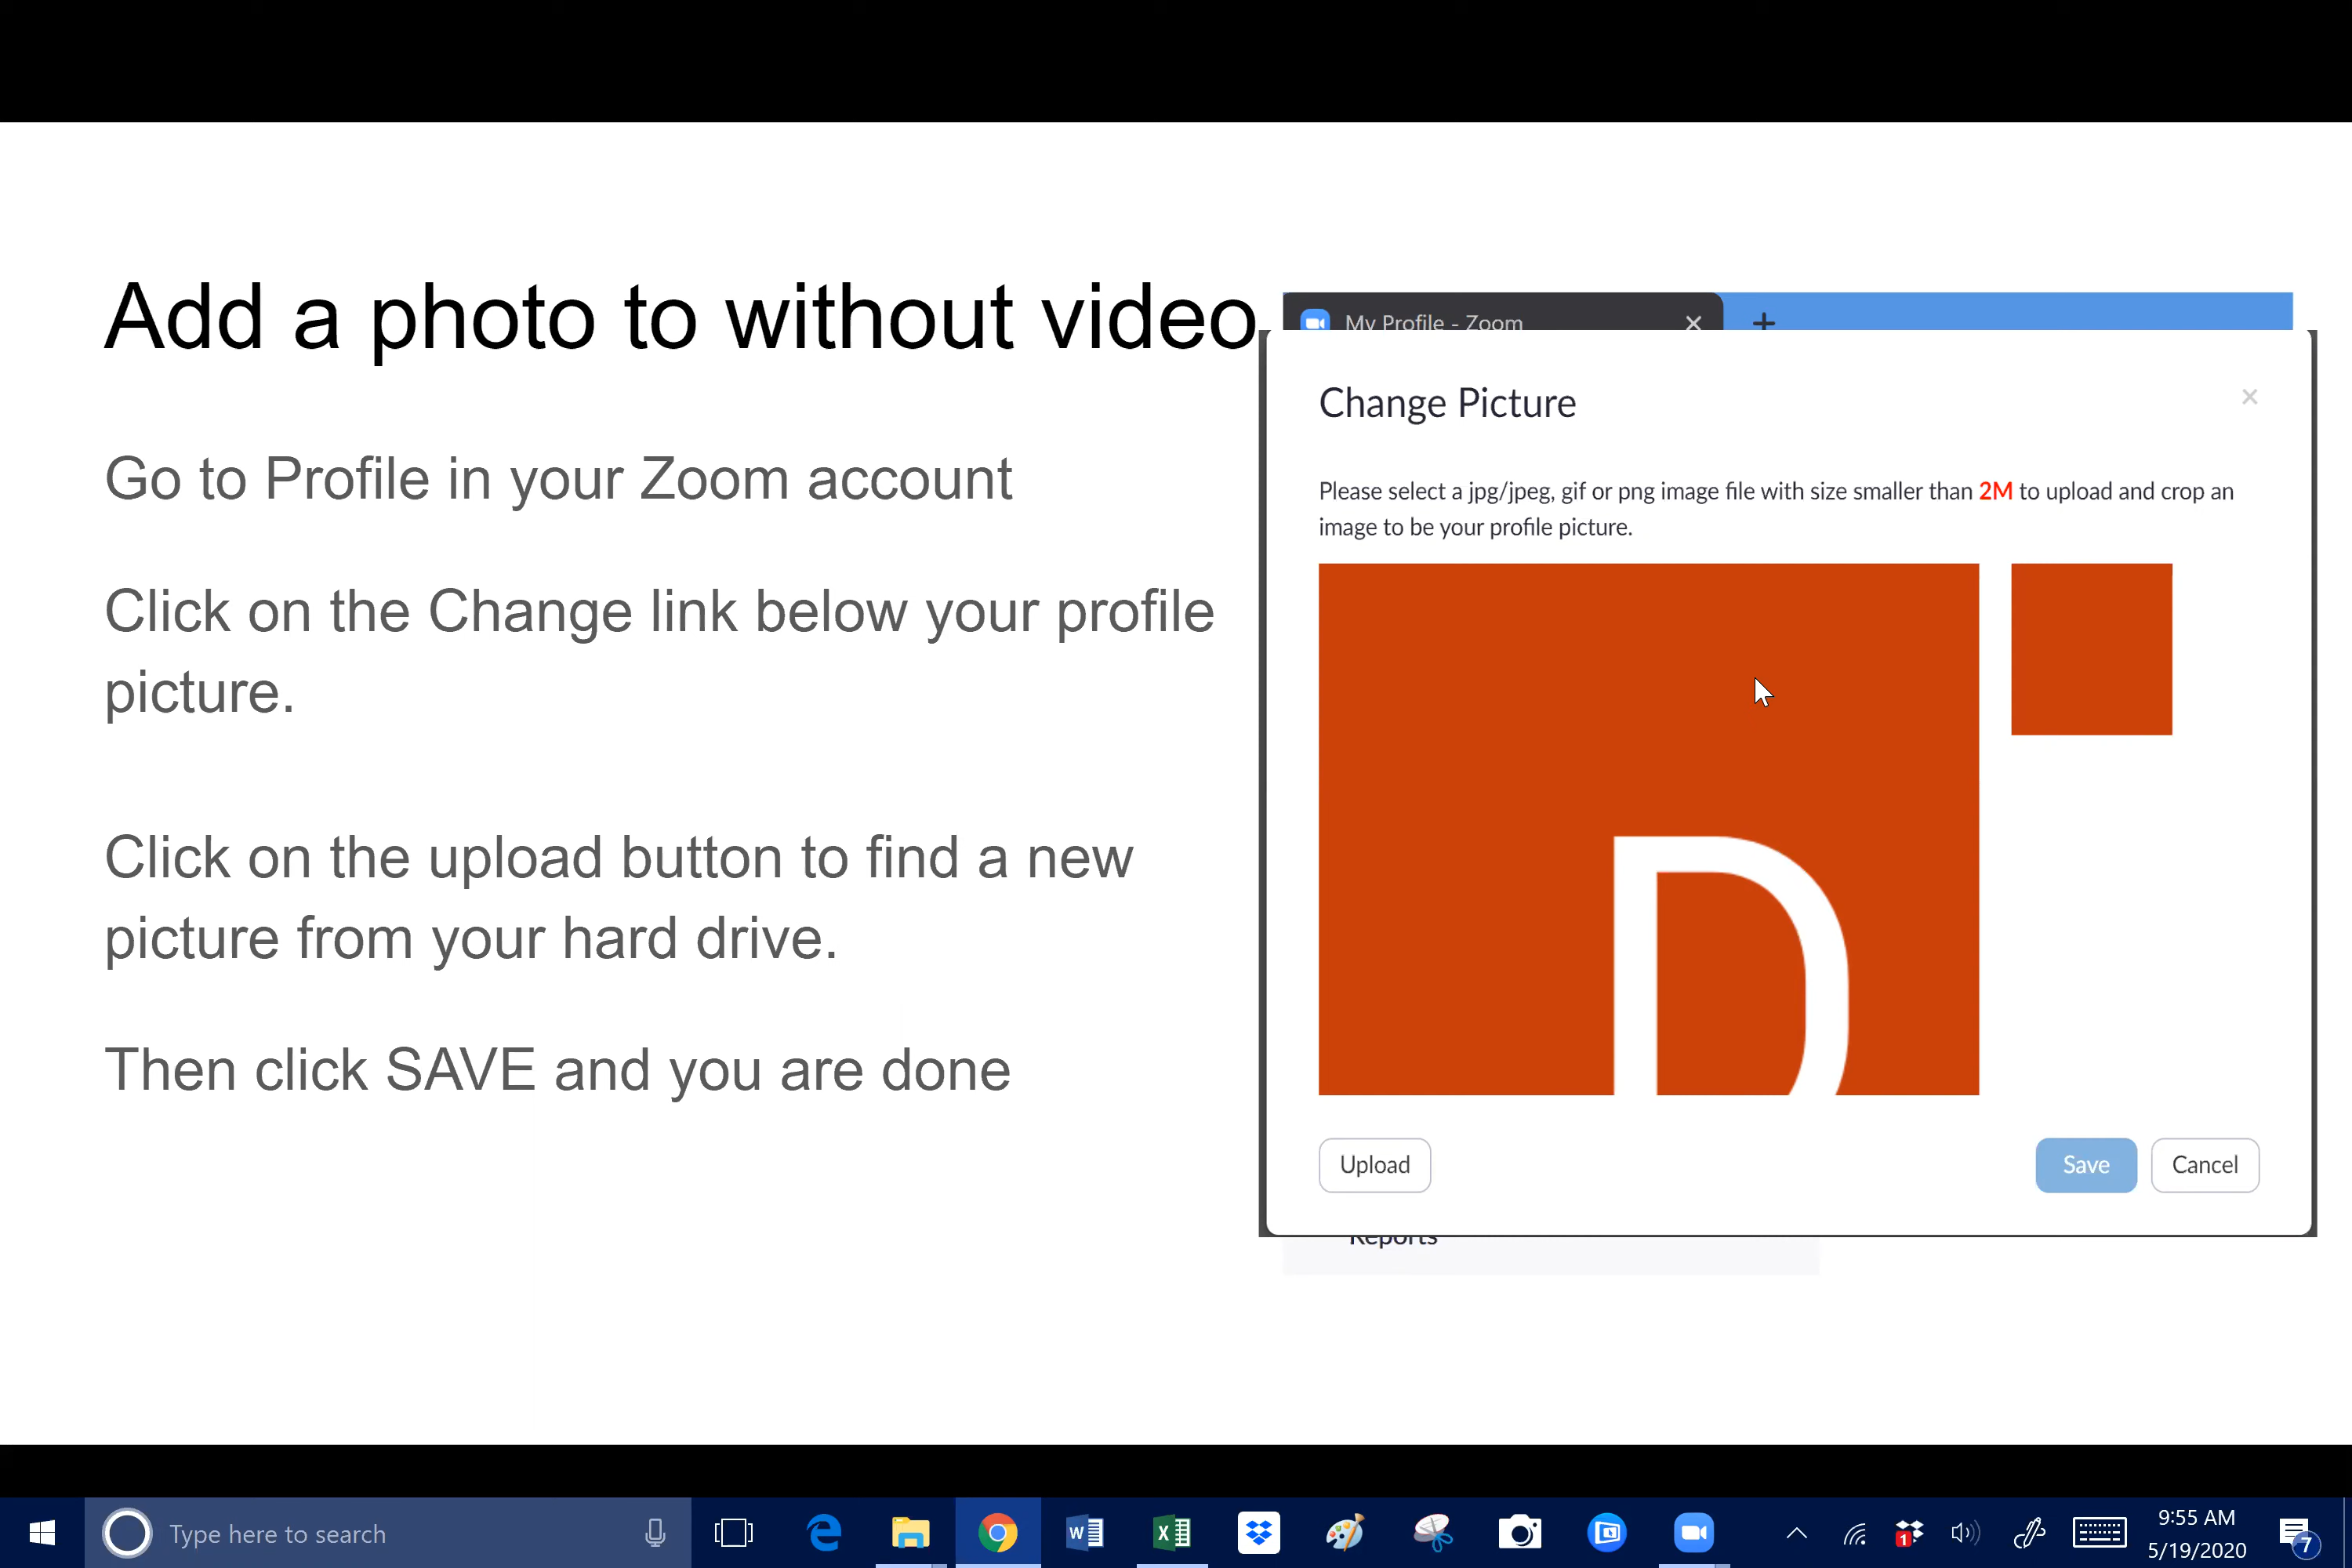 Add a photo to without video
Go to Profile in your Zoom account
Click on the Change link below your profile
picture.
Click on the upload button to find a new
picture from your hard drive.
Then click SAVE and you are done
My Profile - Zoom
Change Picture
Please select a jpg/jpeg, gif or png image file with size smaller than 2M to upload and crop an
image to be your profile picture.
D
Upload
Save
Cancel
Reports
Type here to search
1
9:55 AM
5/19/2020
7